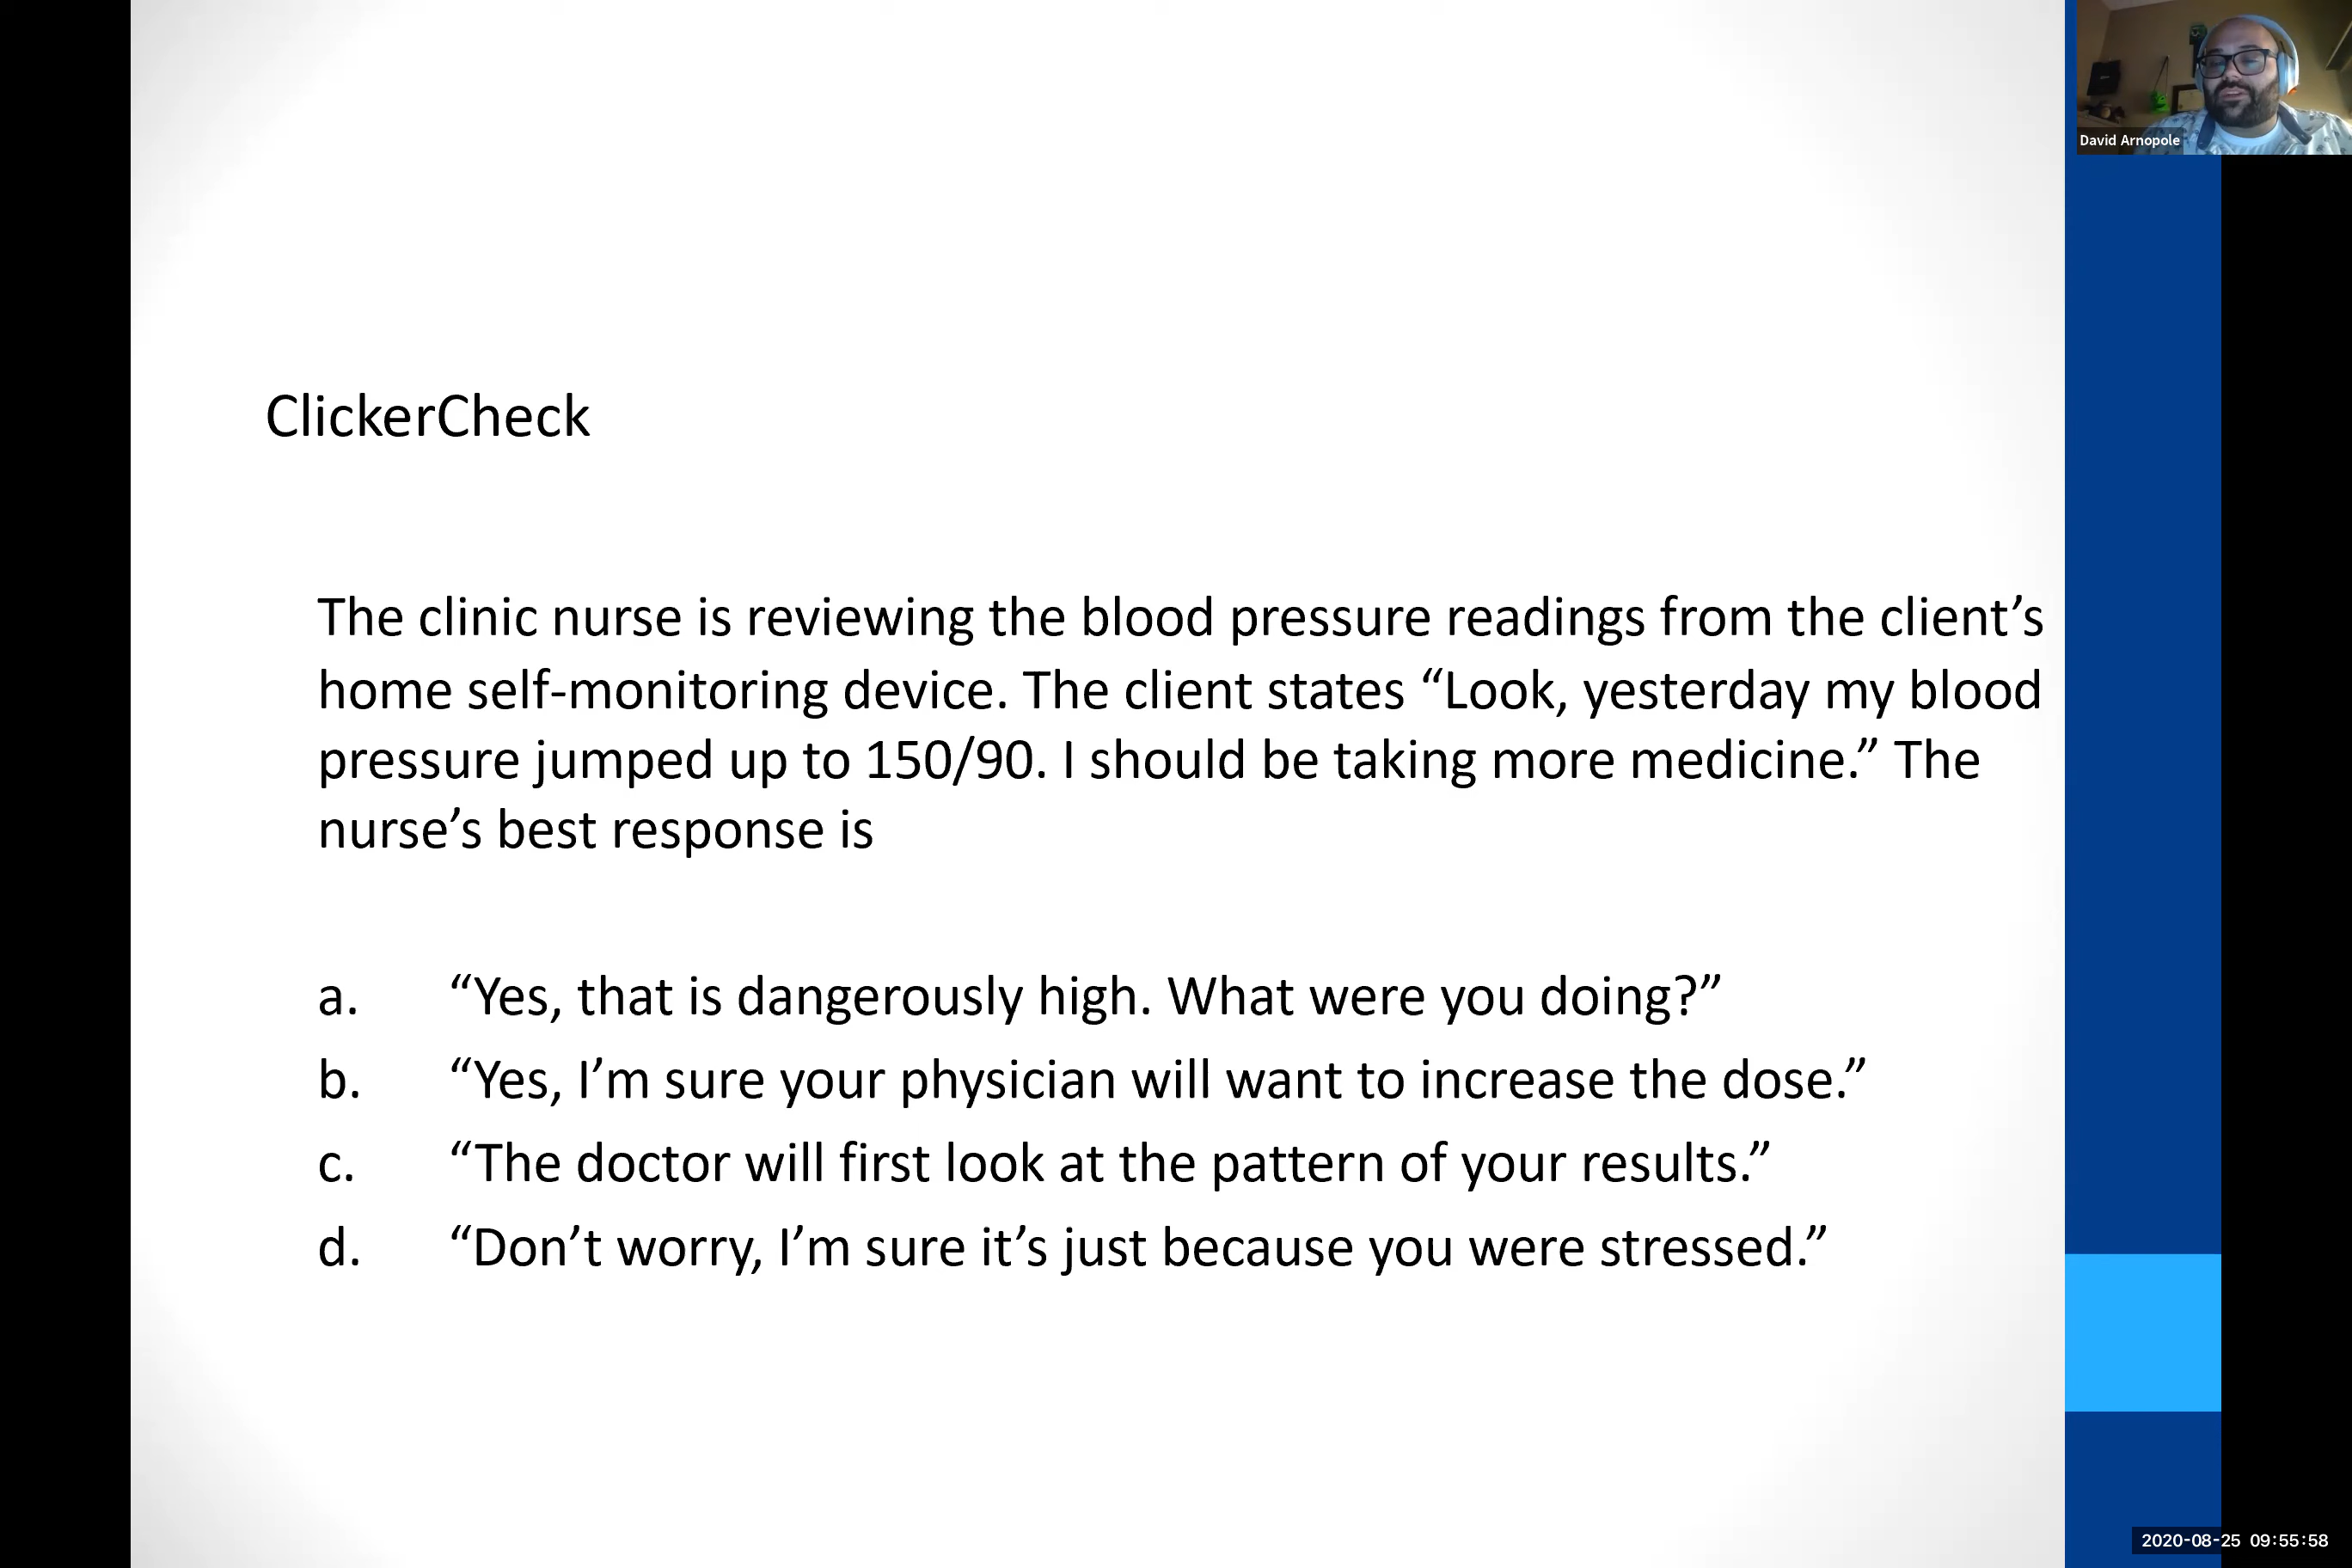 David Arnopole
ClickerCheck
The clinic nurse is reviewing the blood pressure readings from the client’s
home self-monitoring device. The client states “Look, yesterday my blood
pressure jumped up to 150/90. I should be taking more medicine.” The
nurse’s best response is
a. “Yes, that is dangerously high. What were you doing?”
b. “Yes, I’m sure your physician will want to increase the dose.”
c. “The doctor will first look at the pattern of your results.”
d. “Don’t worry, I’m sure it’s just because you were stressed.”
2020-08-25 09:55:58